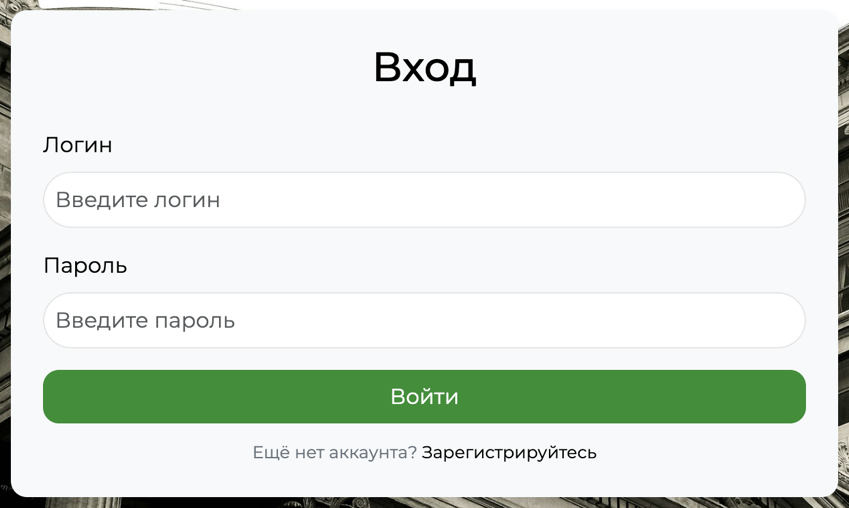 Вход
Логин
Введите логин
Пароль
Введите пароль
Войти
Ещё нет аккаунта? Зарегистрируйтесь